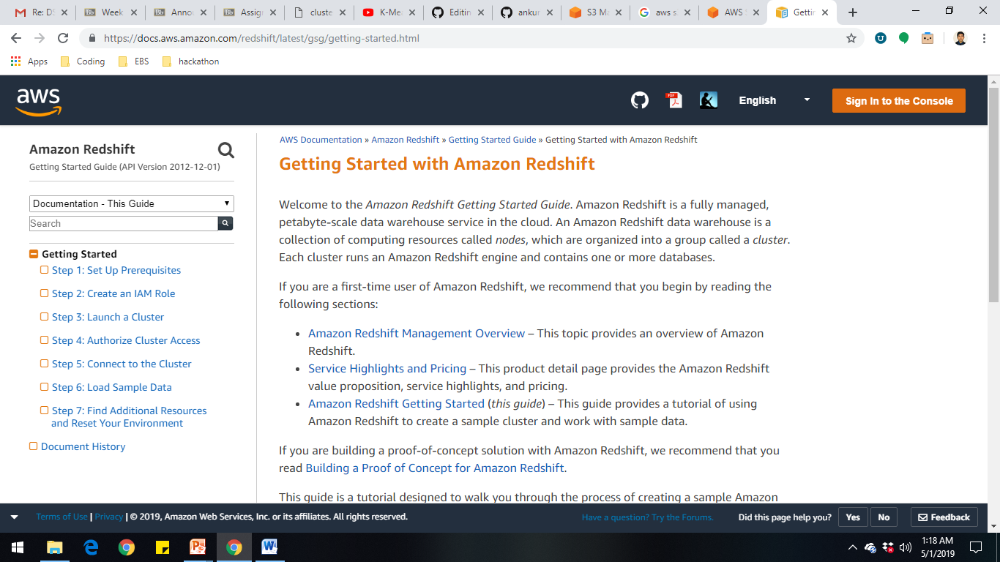 Re: DS
Week
Annou
Assig
cluste
K-Me
Editin
ankur
S3 Ma
aws s
AWS
Gettin
https://docs.aws.amazon.com/redshift/latest/gsg/getting-started.html
Apps Coding EBS hackathon
aws
English
Sign In to the Console
Amazon Redshift
Getting Started Guide (API Version 2012-12-01)
Documentation - This Guide
Search
Getting Started
Step 1: Set Up Prerequisites
Step 2: Create an IAM Role
Step 3: Launch a Cluster
Step 4: Authorize Cluster Access
Step 5: Connect to the Cluster
Step 6: Load Sample Data
Step 7: Find Additional Resources
and Reset Your Environment
Document History
AWS Documentation » Amazon Redshift » Getting Started Guide » Getting Started with Amazon Redshift
Getting Started with Amazon Redshift
Welcome to the Amazon Redshift Getting Started Guide. Amazon Redshift is a fully managed,
petabyte-scale data warehouse service in the cloud. An Amazon Redshift data warehouse is a
collection of computing resources called nodes, which are organized into a group called a cluster.
Each cluster runs an Amazon Redshift engine and contains one or more databases.
If you are a first-time user of Amazon Redshift, we recommend that you begin by reading the
following sections:
• Amazon Redshift Management Overview – This topic provides an overview of Amazon
Redshift.
• Service Highlights and Pricing – This product detail page provides the Amazon Redshift
value proposition, service highlights, and pricing.
• Amazon Redshift Getting Started (this guide) – This guide provides a tutorial of using
Amazon Redshift to create a sample cluster and work with sample data.
If you are building a proof-of-concept solution with Amazon Redshift, we recommend that you
read Building a Proof of Concept for Amazon Redshift.
This guide is a tutorial designed to walk you through the process of creating a sample Amazon
Terms of Use | Privacy | © 2019, Amazon Web Services, Inc. or its affiliates. All rights reserved.
Have a question? Try the Forums.
Did this page help you? Yes No Feedback
1:18 AM
5/1/2019